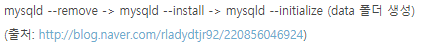 mysqld --remove -> mysqld --install -> mysqld --initialize (data 폴더 생성)
(출처: http://blog.naver.com/rladydtjr92/220856046924)